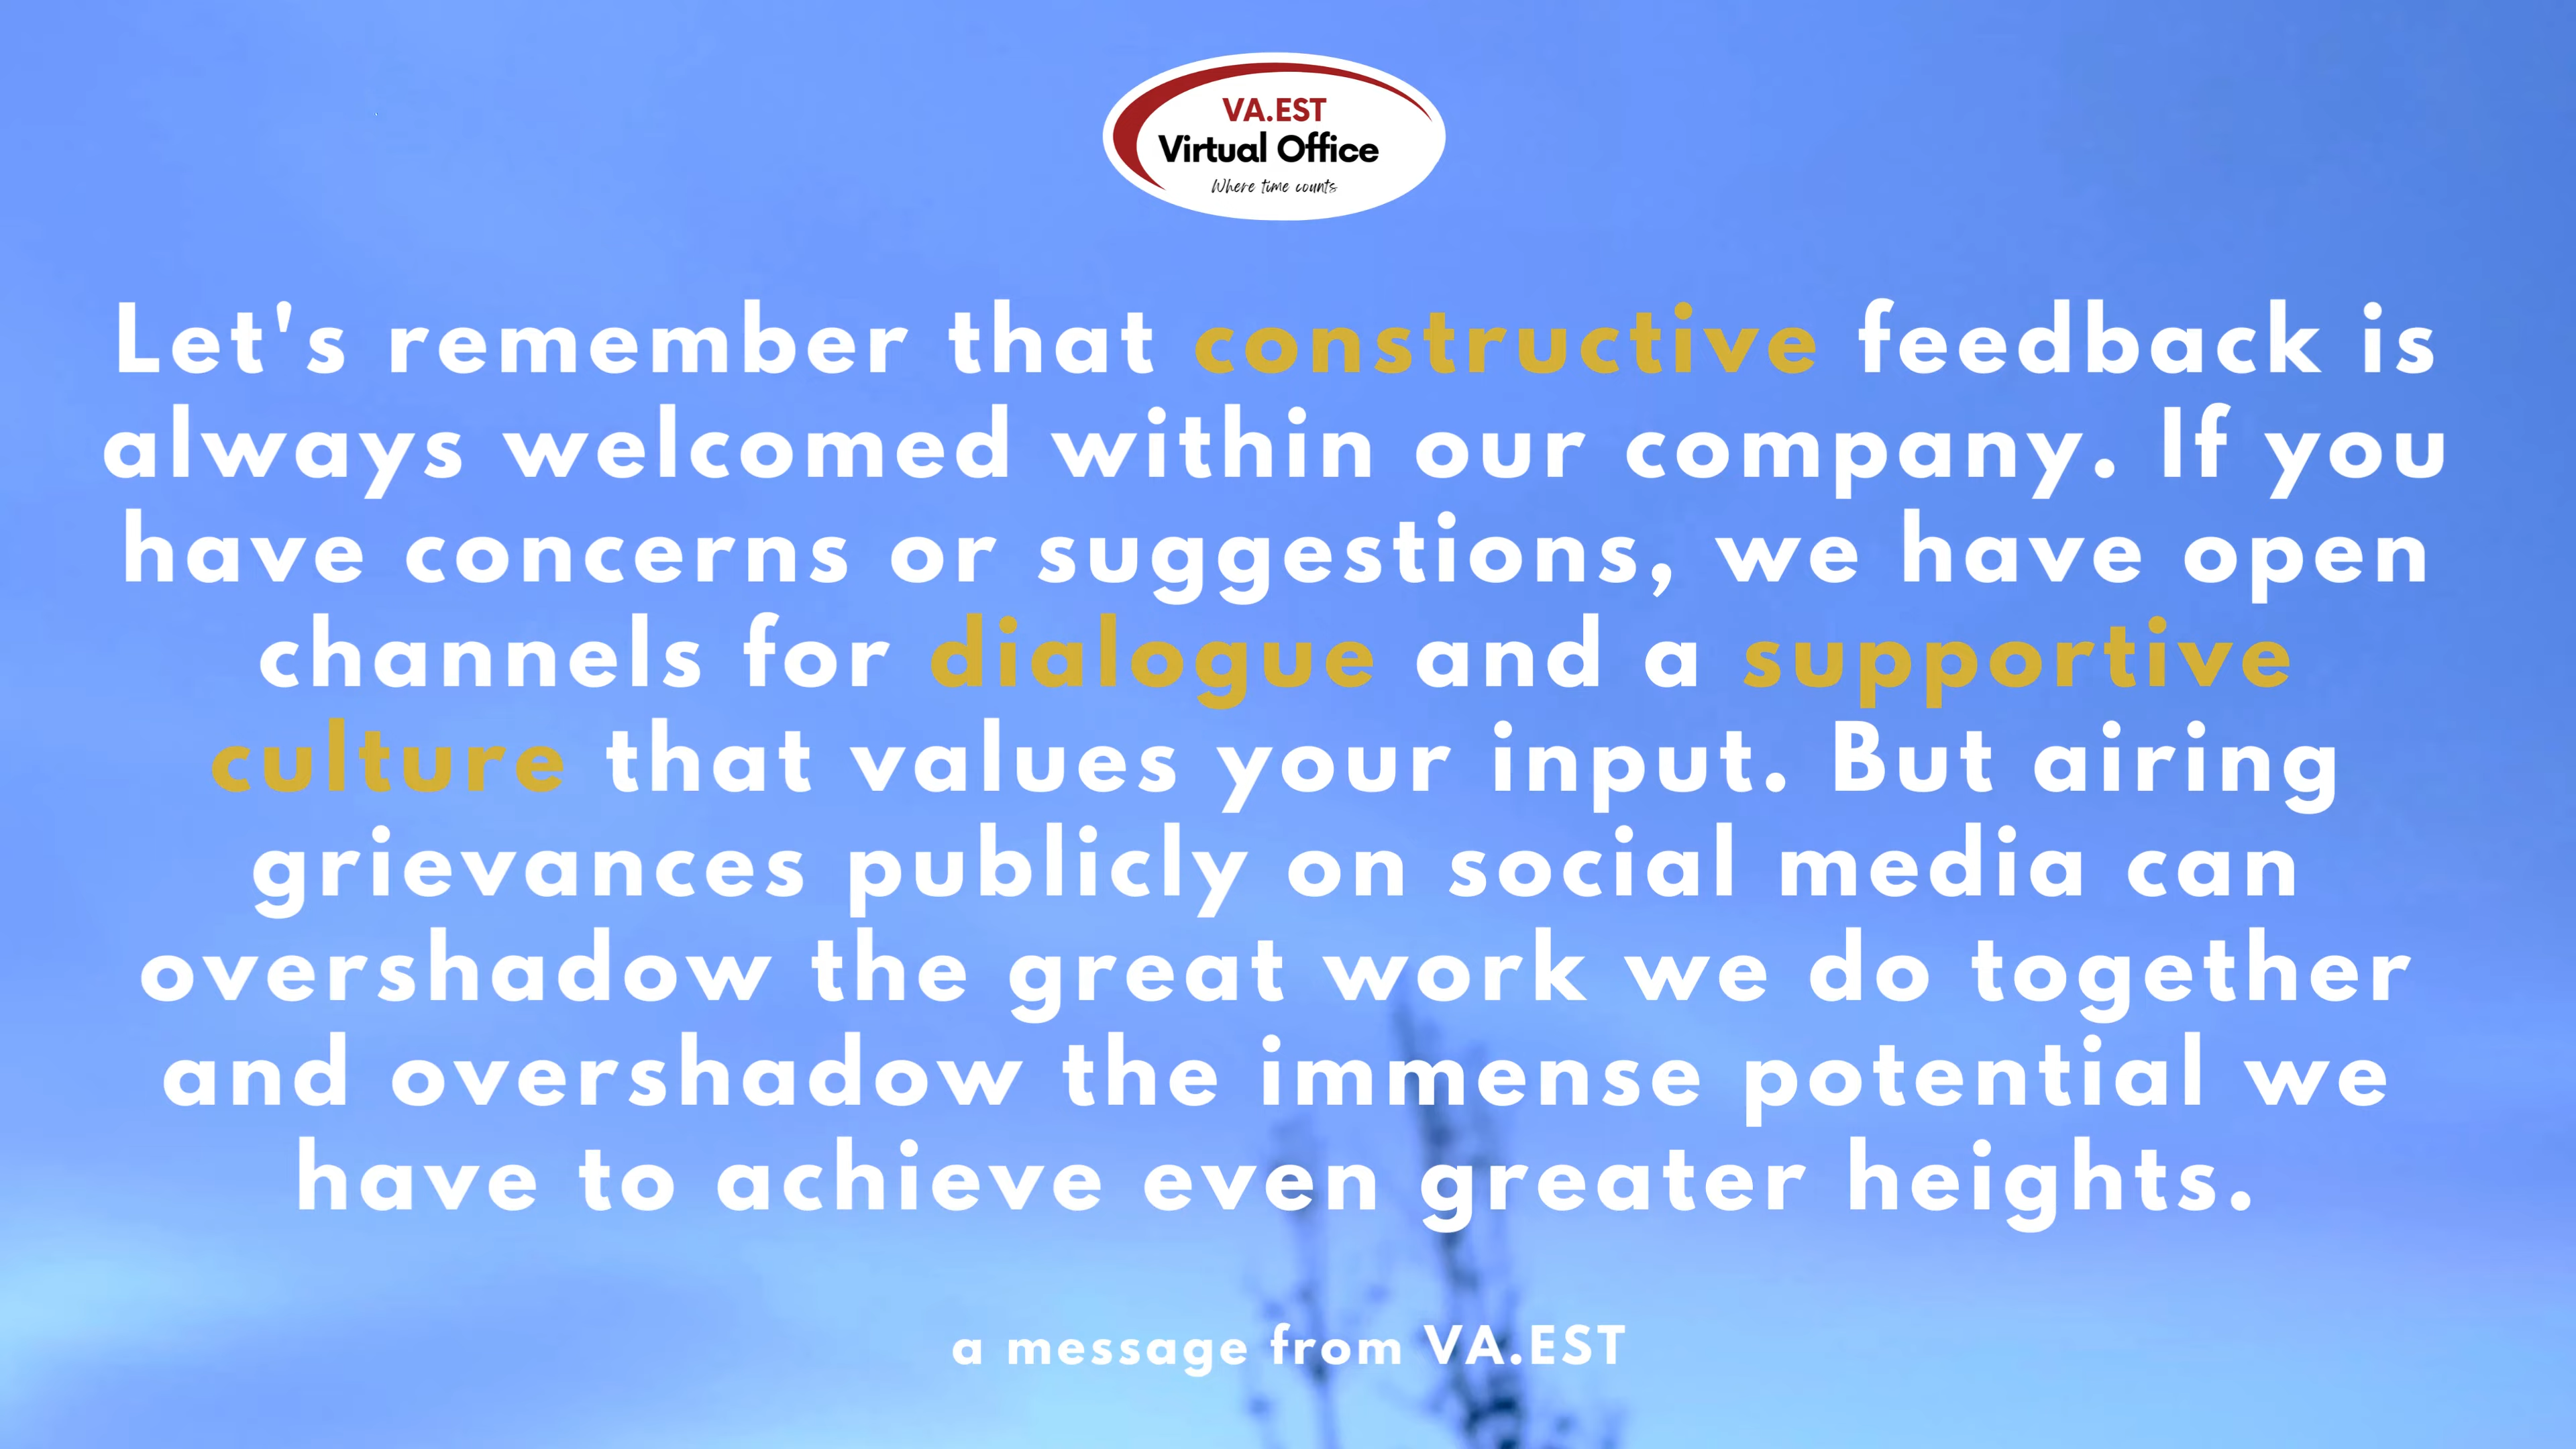 VA.EST
Virtual Office
Where time counts
Let's remember that constructive feedback is
always welcomed within our company. If you
have concerns or suggestions, we have open
channels for dialogue and a supportive
culture that values your input. But airing
grievances publicly on social media can
overshadow the great work we do together
and overshadow the immense potential we
have to achieve even greater heights.
a message from VA.EST